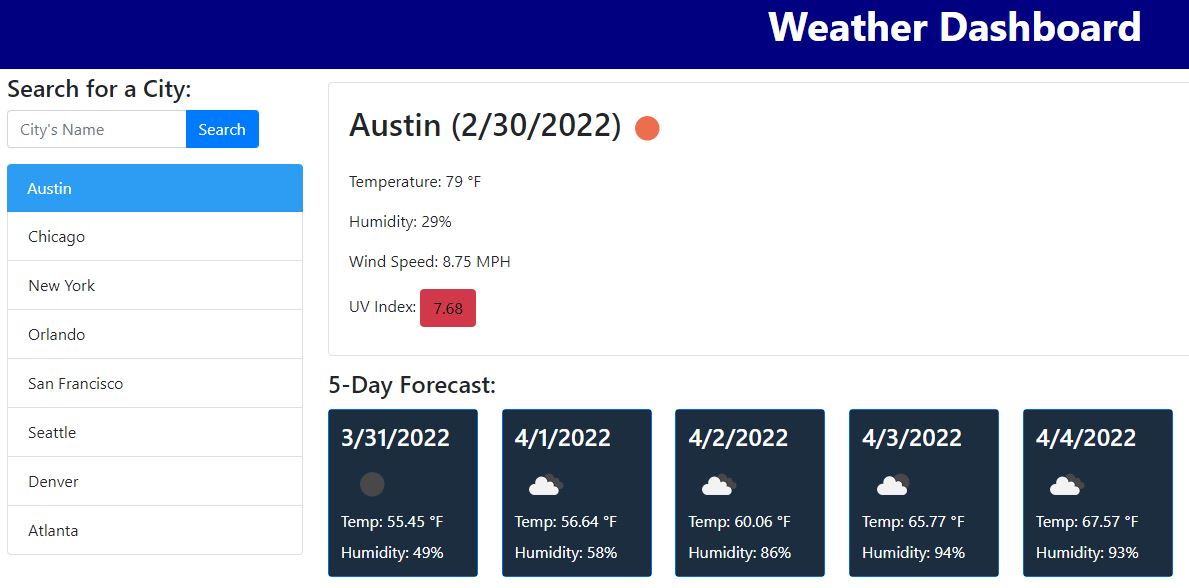 Weather Dashboard
Search for a City:
City's Name
Search
Austin
Chicago
New York
Orlando
San Francisco
Seattle
Denver
Atlanta
Austin (2/30/2022)
Temperature: 79 °F
Humidity: 29%
Wind Speed: 8.75 MPH
UV Index: 7.68
5-Day Forecast:
3/31/2022
Temp: 55.45 °F
Humidity: 49%
4/1/2022
Temp: 56.64 °F
Humidity: 58%
4/2/2022
Temp: 60.06 °F
Humidity: 86%
4/3/2022
Temp: 65.77 °F
Humidity: 94%
4/4/2022
Temp: 67.57 °F
Humidity: 93%